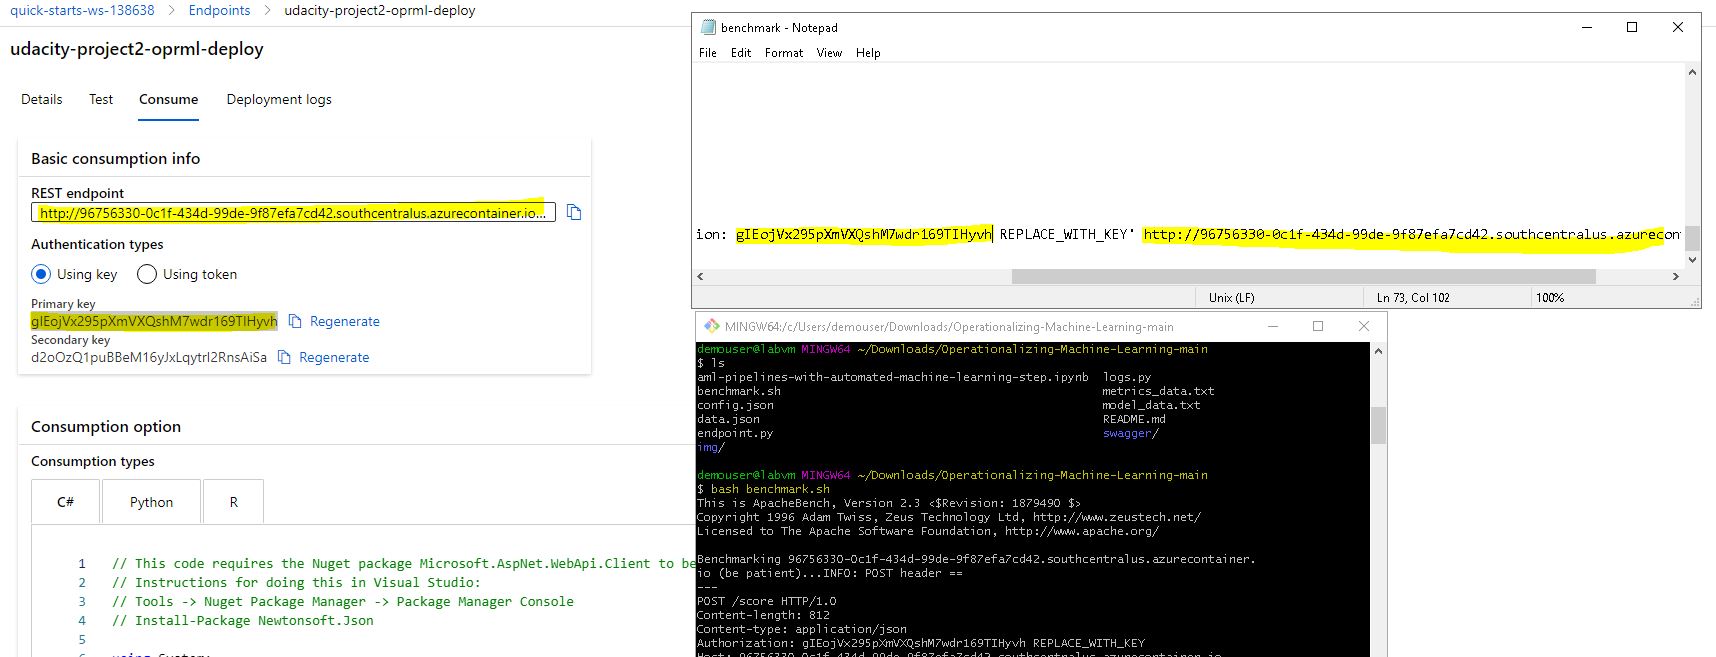 quick-starts-ws-138638 > Endpoints > udacity-project2-oprml-deploy
udacity-project2-oprml-deploy
Details Test Consume Deployment logs
Basic consumption info
REST endpoint
http://96756330-0c1f-434d-99de-9f87efa7cd42.southcentralus.azurecontainer.io...
Authentication types
Using key Using token
Primary key
gIEojVx295pXmVXQshM7wdr169TIHyvh Regenerate
Secondary key
d2oOzQ1puBBeM16yJxLqytrI2RnsAiSa Regenerate
Consumption option
Consumption types
C# Python R
1 // This code requires the Nuget package Microsoft.AspNet.WebApi.Client to be
2 // Instructions for doing this in Visual Studio:
3 // Tools -> Nuget Package Manager -> Package Manager Console
4 // Install-Package Newtonsoft.Json
5
benchmark - Notepad
File Edit Format View Help
ion: gIEojVx295pXmVXQshM7wdr169TIHyvh REPLACE_WITH_KEY' http://96756330-0c1f-434d-99de-9f87efa7cd42.southcentralus.azurecon
Unix (LF) Ln 73, Col 102 100%
MINGW64:/c/Users/demouser/Downloads/Operationalizing-Machine-Learning-main
demouser@labvm MINGW64 ~/Downloads/Operationalizing-Machine-Learning-main
$ ls
aml-pipelines-with-automated-machine-learning-step.ipynb logs.py
benchmark.sh metrics_data.txt
config.json model_data.txt
data.json README.md
endpoint.py swagger/
img/
demouser@labvm MINGW64 ~/Downloads/Operationalizing-Machine-Learning-main
$ bash benchmark.sh
This is ApacheBench, Version 2.3 <$Revision: 1879490 $>
Copyright 1996 Adam Twiss, Zeus Technology Ltd, http://www.zeustech.net/
Licensed to The Apache Software Foundation, http://www.apache.org/
Benchmarking 96756330-0c1f-434d-99de-9f87efa7cd42.southcentralus.azurecontainer.
io (be patient)...INFO: POST header ==
---
POST /score HTTP/1.0
Content-length: 812
Content-type: application/json
Authorization: gIEojVx295pXmVXQshM7wdr169TIHyvh REPLACE_WITH_KEY
Host: 96756330-0c1f-434d-99de-9f87efa7cd42.southcentralus.azurecontainer.io